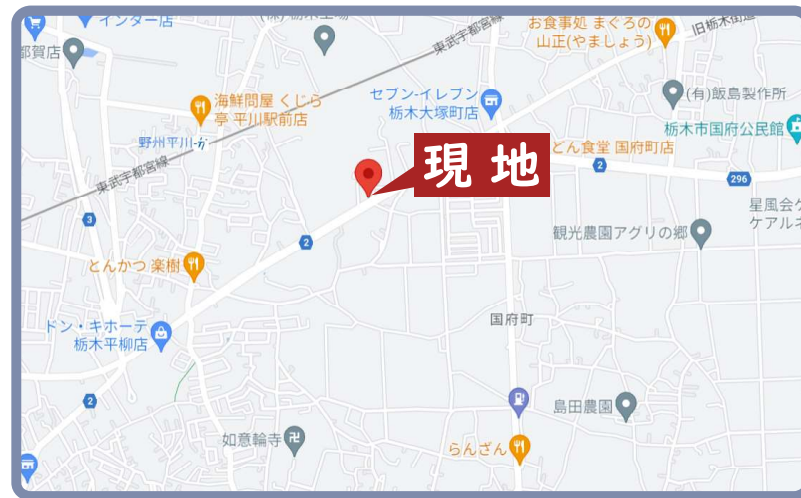 インター店
都賀店
東武宇都宮線
お食事処 まぐろの
山正(やましょう)
旧栃木街道
海鮮問屋 くじら
亭 平川駅前店
セブン-イレブン
栃木大塚町店
(有)飯島製作所
栃木市国府公民館
野州平川
現 地
どん食堂 国府町店
2
296
東武宇都宮線
3
星風会ケ
ケアルネ
観光農園アグリの郷
2
とんかつ 楽樹
国府町
ドン・キホーテ
栃木平柳店
2
島田農園
如意輪寺
卍
らんざん